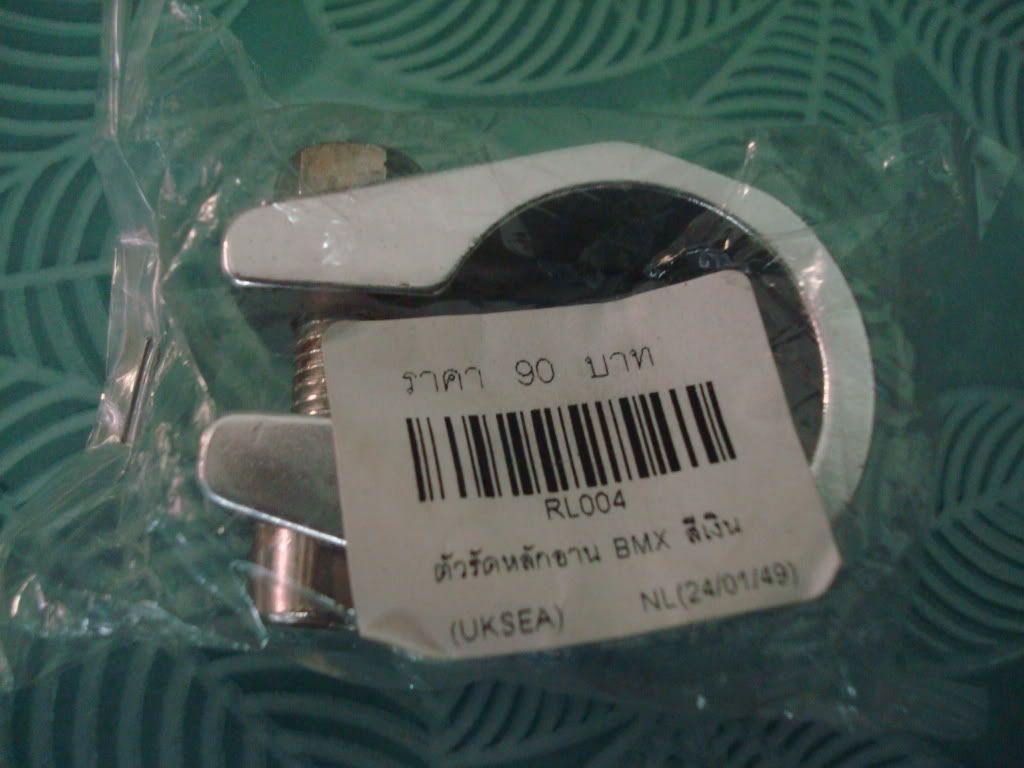 ราคา 90 บาท
RL004
ตัวรัดหลักอาน BMX สีเงิน
(UKSEA) NL(24/01/49)